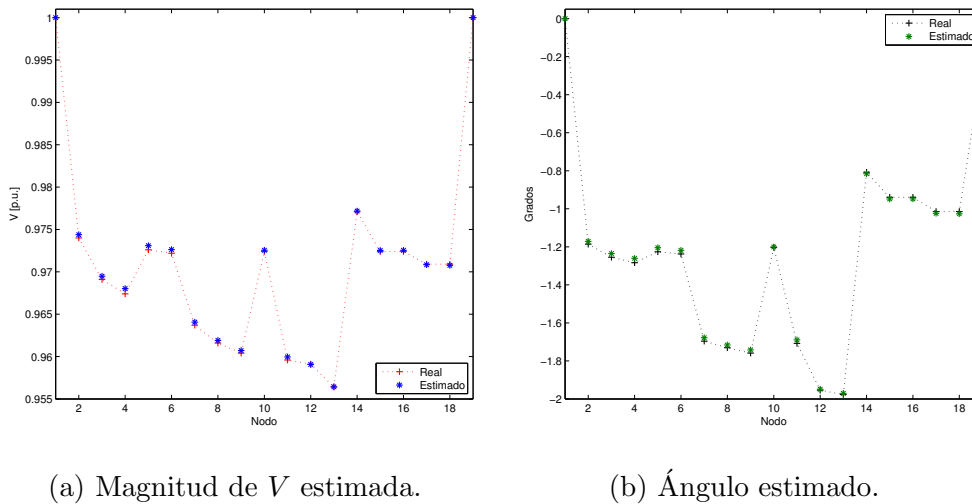 1
0.995
0.99
0.985
0.98
0.975
0.97
0.965
0.96
0.955
V [p.u.]
2 4 6 8 10 12 14 16 18
Nodo
Real
Estimado
0
−0.2
−0.4
−0.6
−0.8
−1
−1.2
−1.4
−1.6
−1.8
−2
Grados
2 4 6 8 10 12 14 16 18
Nodo
Real
Estimado
(a) Magnitud de V estimada.
(b) Ángulo estimado.